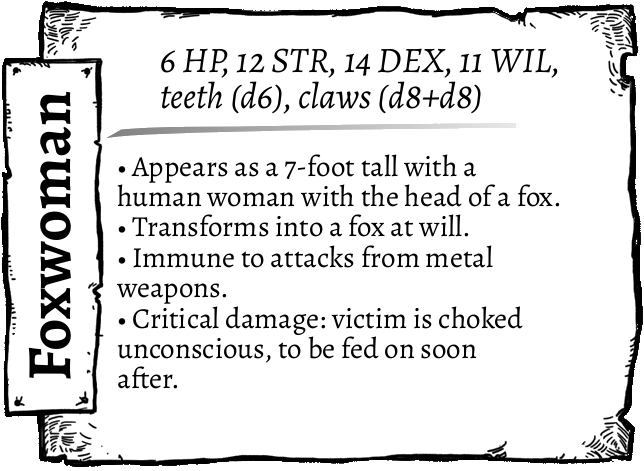 Foxwoman
6 HP, 12 STR, 14 DEX, 11 WIL,
teeth (d6), claws (d8+d8)
• Appears as a 7-foot tall with a
human woman with the head of a fox.
• Transforms into a fox at will.
• Immune to attacks from metal
weapons.
• Critical damage: victim is choked
unconscious, to be fed on soon
after.